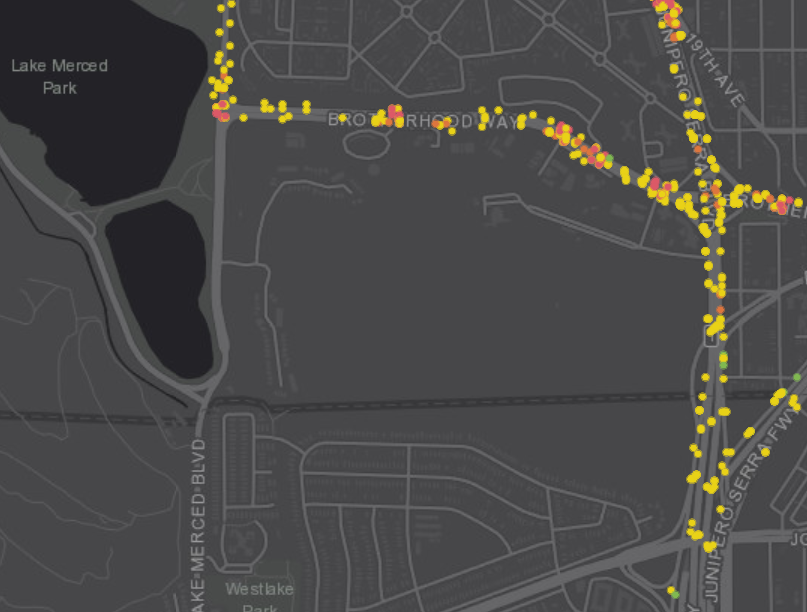 Lake Merced
Park
19TH AVE
BROTHERHOOD WAY
LAKE MERCED BLVD
JUNIPERO SERRA FWY
Westlake
Park